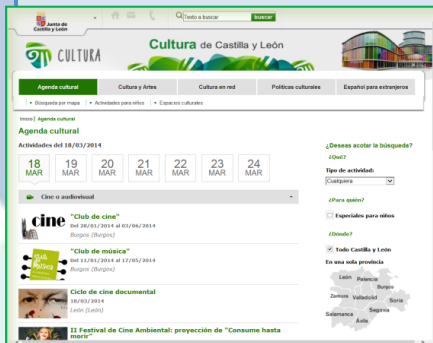 Junta de
Castilla y León
Texto a buscar
buscar
CULTURA
Cultura de Castilla y León
Agenda cultural
Cultura y Artes
Cultura en red
Políticas culturales
Español para extranjeros
Búsqueda por mapa
Actividades para niños
Espacios culturales
Inicio| Agenda cultural
Agenda cultural
Actividades del 18/03/2014
18 MAR
19 MAR
20 MAR
21 MAR
22 MAR
23 MAR
24 MAR
Cine o audiovisual
cine
"Club de cine"
Del 28/01/2014 al 03/06/2014
Burgos (Burgos)
"Club de música"
Del 11/01/2014 al 17/05/2014
Burgos (Burgos)
Ciclo de cine documental
18/03/2014
León (León)
II Festival de Cine Ambiental: proyección de "Consume hasta
morir"
¿Deseas acotar la búsqueda?
¿Qué?
Tipo de actividad:
Cualquiera
¿Para quién?
Especiales para niños
¿Dónde?
Todo Castilla y León
En una sola provincia
León
Palencia
Burgos
Zamora
Valladolid
Soria
Salamanca
Segovia
Ávila